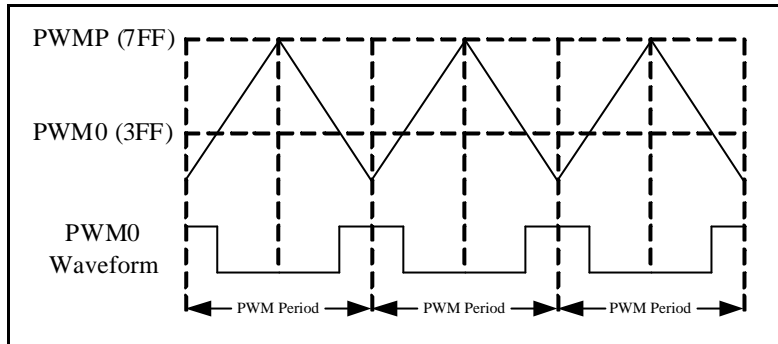 PWMP (7FF)
PWM0 (3FF)
PWM0
Waveform
PWM Period
PWM Period
PWM Period